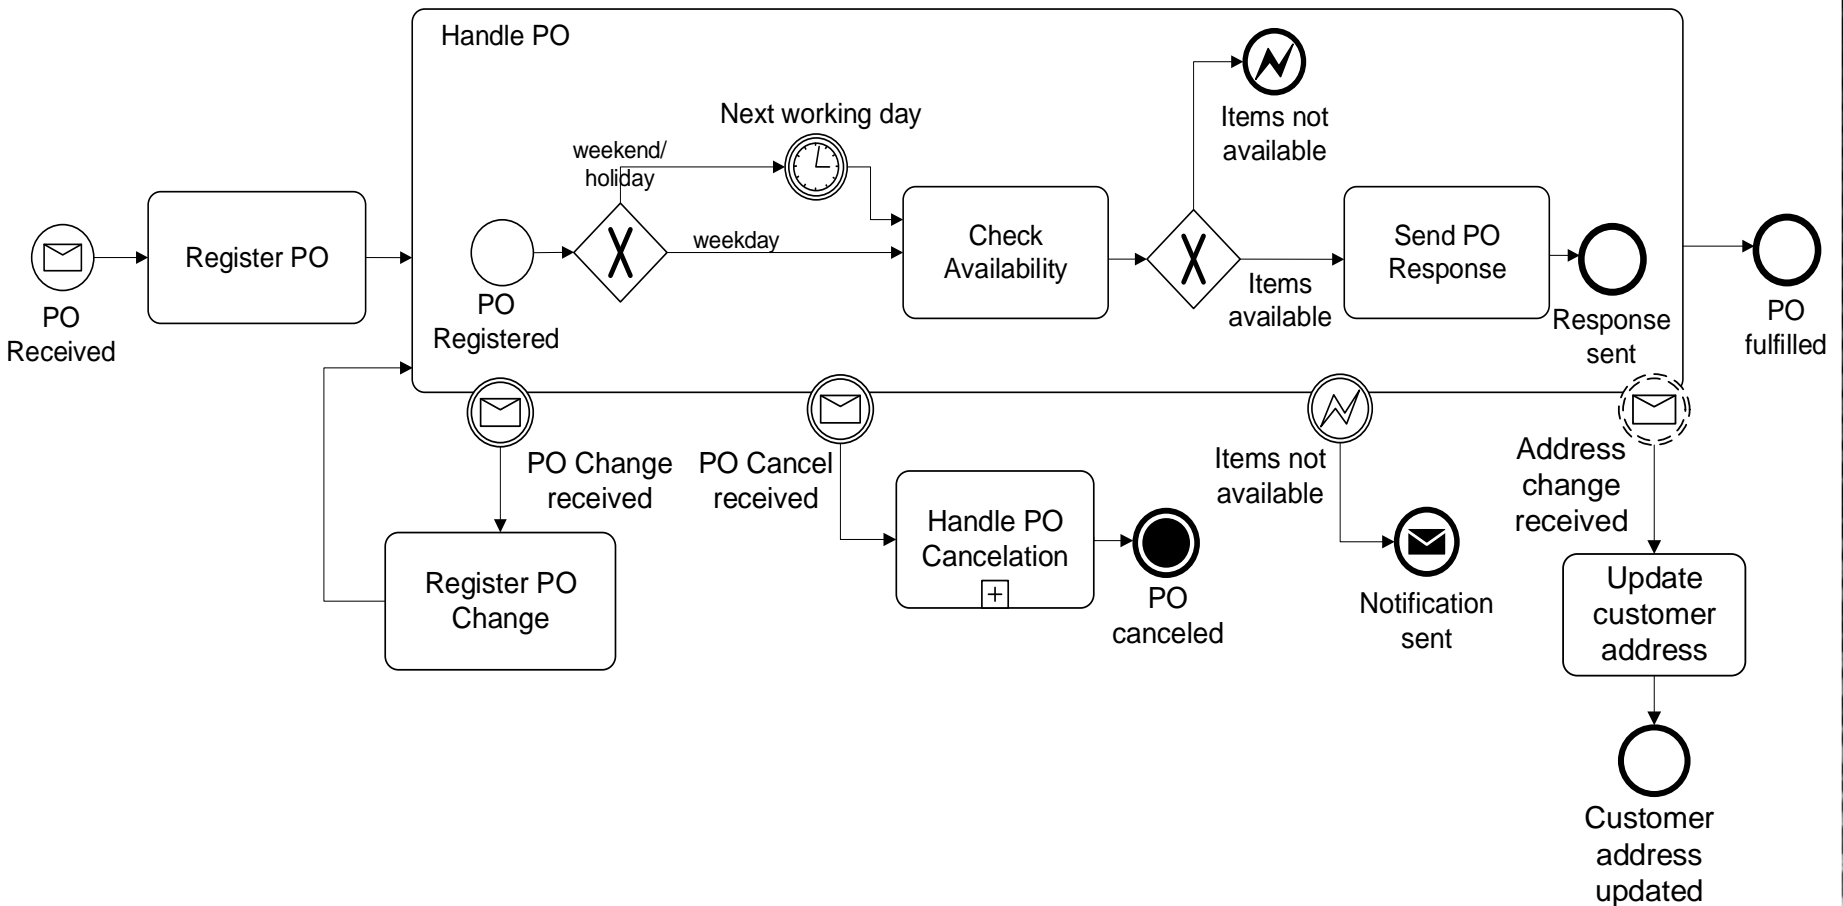 Handle PO
Next working day
weekend/
holiday
weekday
PO
Registered
Check
Availability
Items not
available
Items
available
Send PO
Response
Response
sent
PO
Received
Register PO
PO
fulfilled
PO Change
received
Register PO
Change
PO Cancel
received
Handle PO
Cancelation
PO
canceled
Items not
available
Notification
sent
Address
change
received
Update
customer
address
Customer
address
updated